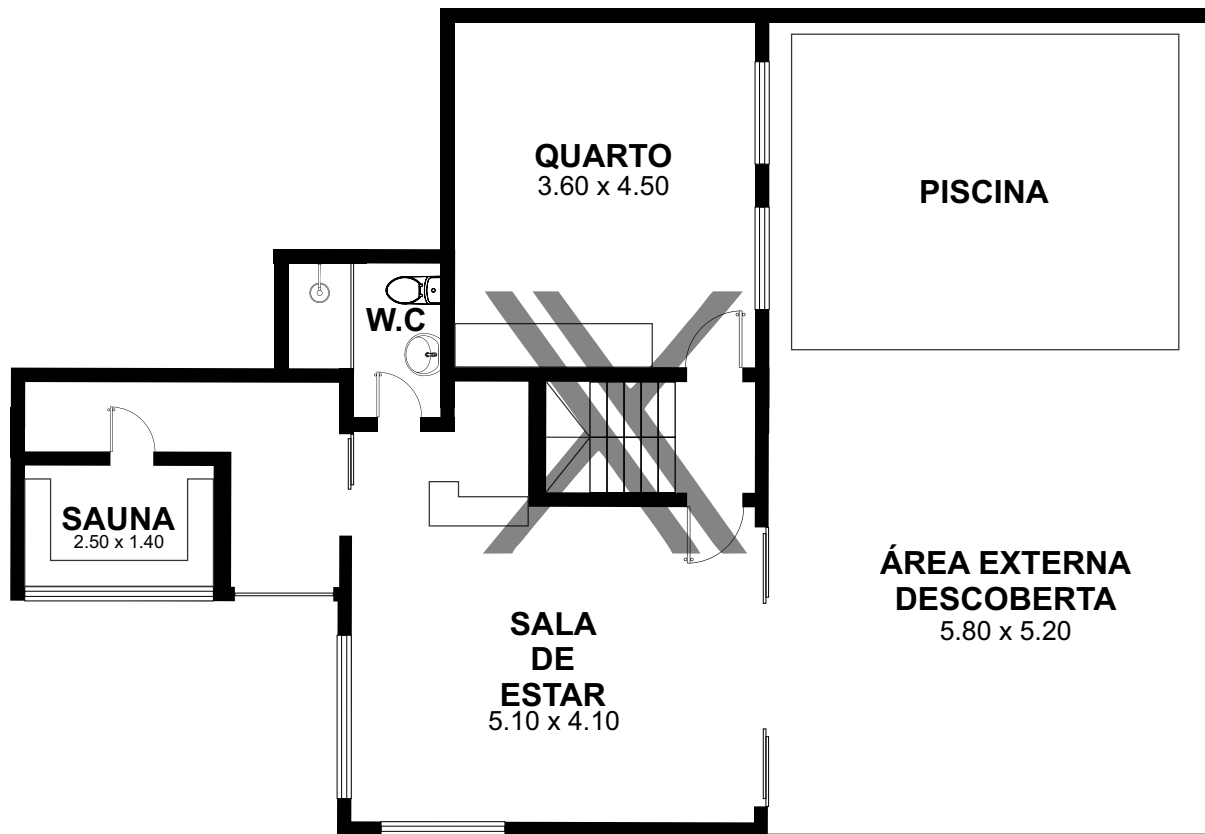 QUARTO
3.60 x 4.50
PISCINA
W.C
SAUNA
2.50 x 1.40
ÁREA EXTERNA
DESCOBERTA
5.80 x 5.20
SALA
DE
ESTAR
5.10 x 4.10